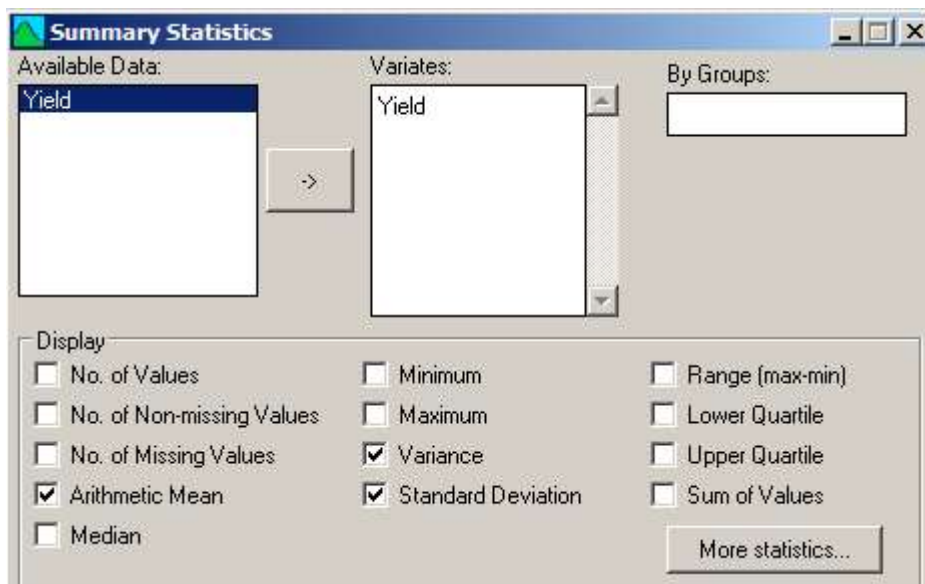 Summary Statistics
Available Data:
Variates:
By Groups:
Yield
Yield
->
Display
No. of Values
Minimum
Range (max-min)
No. of Non-missing Values
Maximum
Lower Quartile
No. of Missing Values
Variance
Upper Quartile
Arithmetic Mean
Standard Deviation
Sum of Values
Median
More statistics...